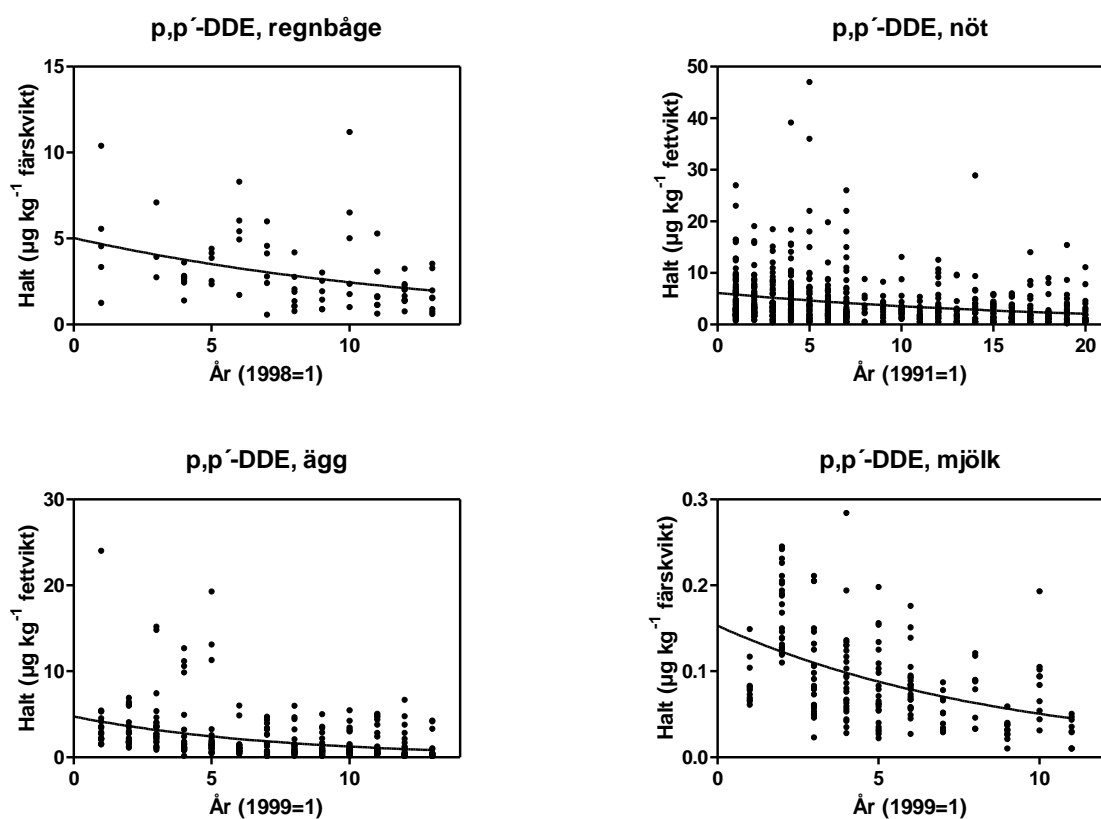 p,p´-DDE, regnbåge
Halt (µg kg-1 färskvikt)
15
10
5
0
0 5 10
År (1998=1)
p,p´-DDE, nöt
Halt (µg kg-1 fettvikt)
50
40
30
20
10
0
0 5 10 15 20
År (1991=1)
p,p´-DDE, ägg
Halt (µg kg-1 fettvikt)
30
20
10
0
0 5 10
År (1999=1)
p,p´-DDE, mjölk
Halt (µg kg-1 färskvikt)
0.3
0.2
0.1
0.0
0 5 10
År (1999=1)